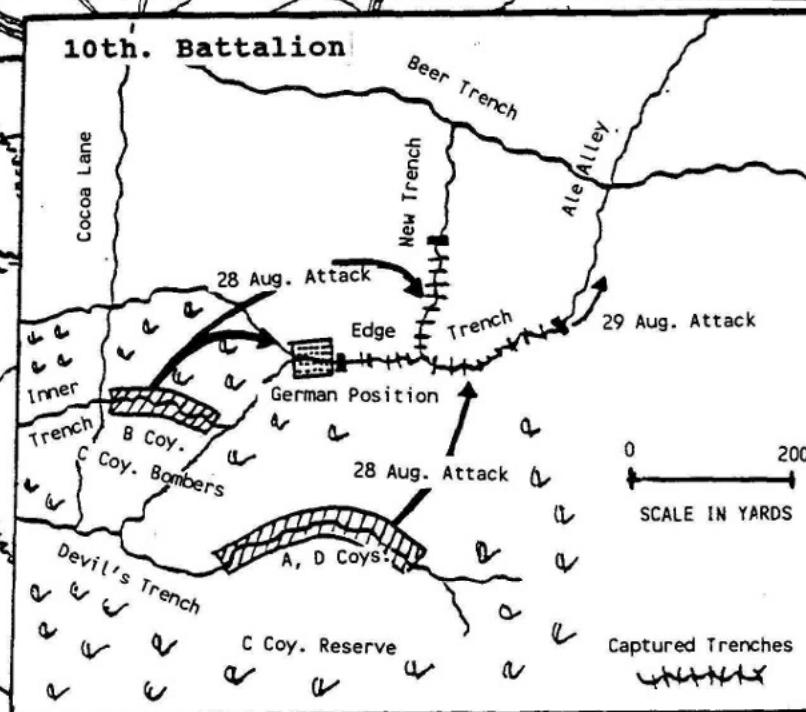 10th. Battalion
Beer Trench
Cocoa Lane
New Trench
Ale Alley
28 Aug. Attack
Edge Trench
29 Aug. Attack
Inner
Trench
German Position
B Coy.
C Coy. Bombers
28 Aug. Attack
0 200
SCALE IN YARDS
A, D Coys.
Devil's Trench
C Coy. Reserve
Captured Trenches